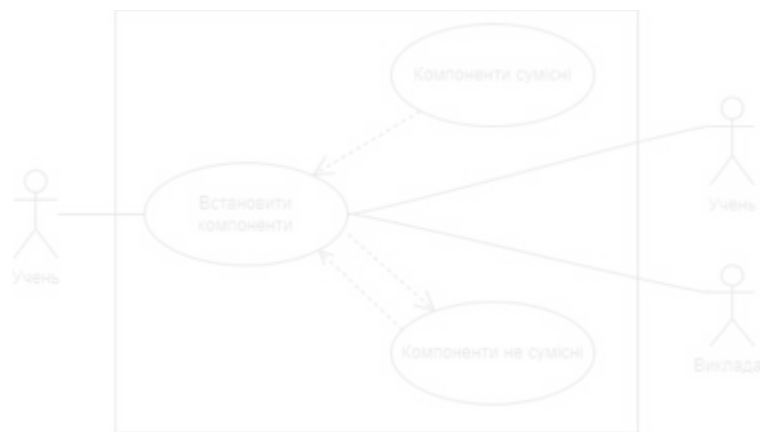 Компоненти сумісні
Учень
Встановити
компоненти
Учень
Компоненти не сумісні
Виклада